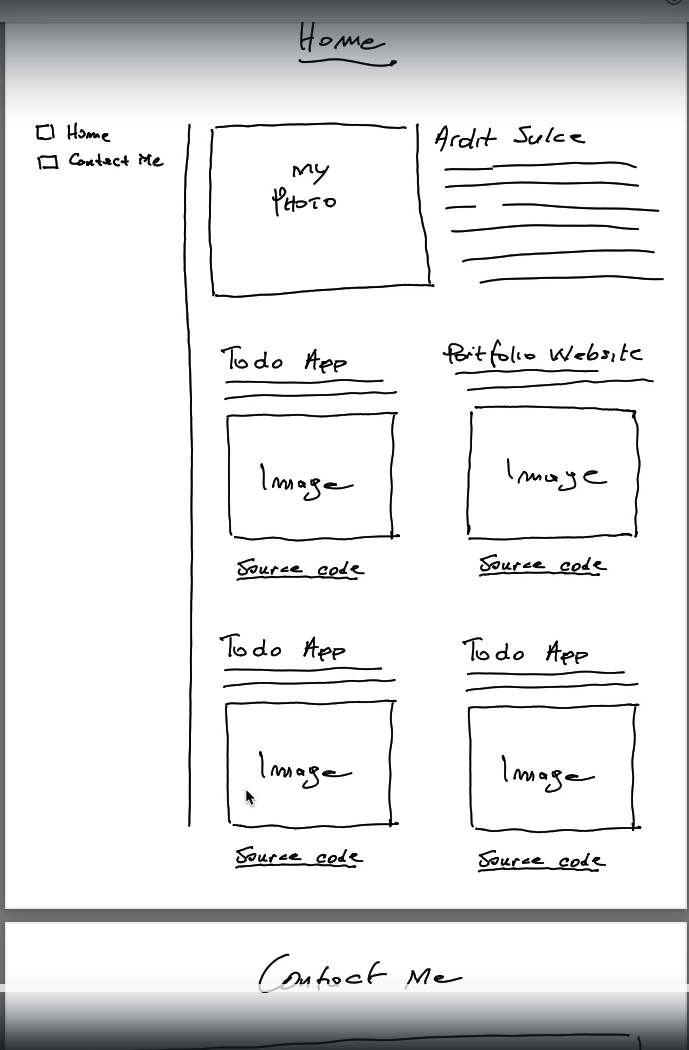 Home
Home
Contact Me
My
Photo
Ardit Sulce
Todo App
Portfolio Website
Image
Image
Source code
Source code
Todo App
Todo App
Image
Image
Source code
Source code
Contact Me